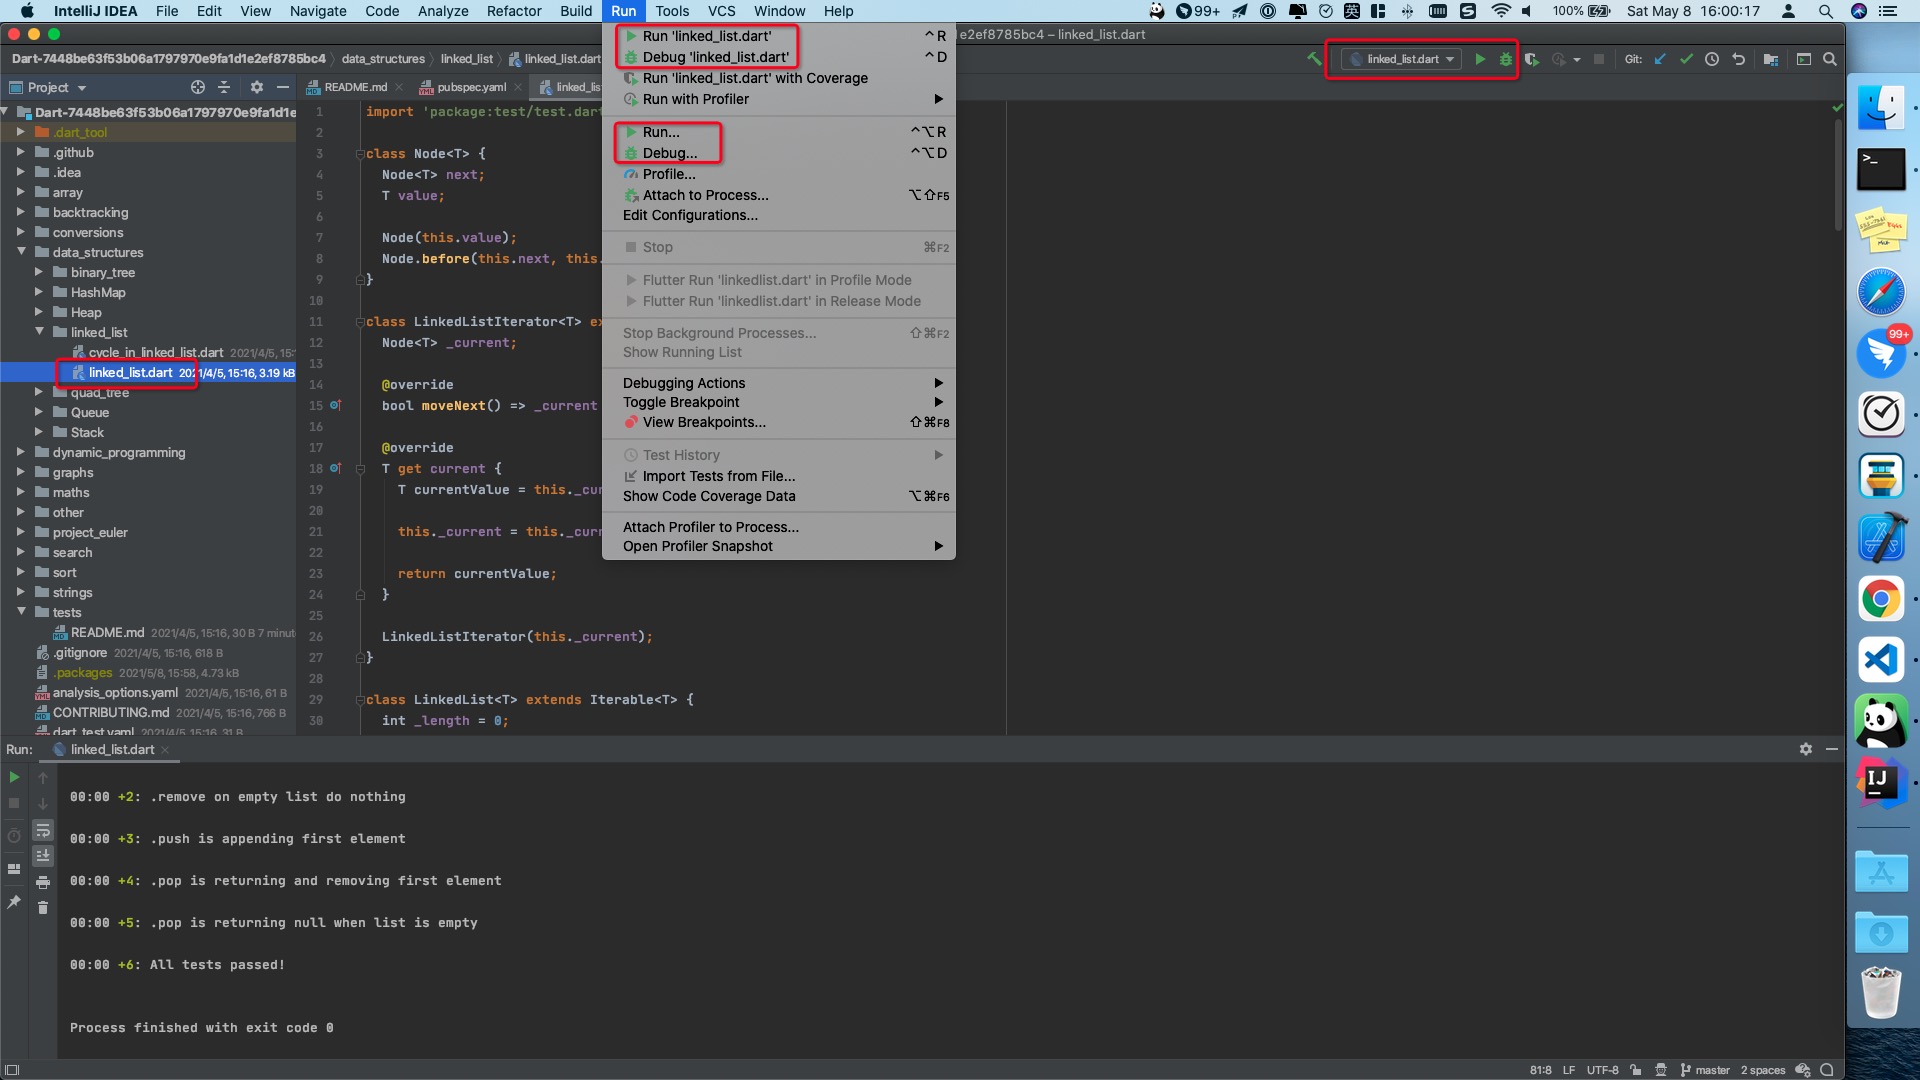 IntelliJ IDEA File Edit View Navigate Code Analyze Refactor Build Run Tools VCS Window Help
英 99+ 100% Sat May 8 16:00:17
1e2ef8785bc4 – linked_list.dart
Dart-7448be63f53b06a1797970e9fa1d1e2ef8785bc4 data_structures linked_list linked_list.dart
linked_list.dart Git:
Project
README.md pubspec.yaml linked_lis
Dart-7448be63f53b06a1797970e9fa1d1e
.dart_tool
.github
.idea
array
backtracking
conversions
data_structures
binary_tree
HashMap
Heap
linked_list
cycle_in_linked_list.dart 2021/4/5, 15:
linked_list.dart 2021/4/5, 15:16, 3.19 kB
quad_tree
Queue
Stack
dynamic_programming
graphs
maths
other
project_euler
search
sort
strings
tests
README.md 2021/4/5, 15:16, 30 B 7 minut
.gitignore 2021/4/5, 15:16, 618 B
.packages 2021/5/8, 15:58, 4.73 kB
analysis_options.yaml 2021/4/5, 15:16, 61 B
CONTRIBUTING.md 2021/4/5, 15:16, 766 B
dart_test.yaml 2021/4/5, 15:16, 31 B
1 import 'package:test/test.dart
2
3 class Node<T> {
4 Node<T> next;
5 T value;
6
7 Node(this.value);
8 Node.before(this.next, this.
9 }
10
11 class LinkedListIterator<T> ex
12 Node<T> _current;
13
14 @override
15 bool moveNext() => _current
16
17 @override
18 T get current {
19 T currentValue = this._cur
20
21 this._current = this._curr
22
23 return currentValue;
24 }
25
26 LinkedListIterator(this._current);
27 }
28
29 class LinkedList<T> extends Iterable<T> {
30 int _length = 0;
Run 'linked_list.dart' ^R
Debug 'linked_list.dart' ^D
Run 'linked_list.dart' with Coverage
Run with Profiler
Run... ^⌥R
Debug... ^⌥D
Profile...
Attach to Process... ⌥⇧F5
Edit Configurations...
Stop ⌘F2
Flutter Run 'linkedlist.dart' in Profile Mode
Flutter Run 'linkedlist.dart' in Release Mode
Stop Background Processes... ⇧⌘F2
Show Running List
Debugging Actions
Toggle Breakpoint
View Breakpoints... ⇧⌘F8
Test History
Import Tests from File...
Show Code Coverage Data ⌥⌘F6
Attach Profiler to Process...
Open Profiler Snapshot
Run: linked_list.dart
00:00 +2: .remove on empty list do nothing
00:00 +3: .push is appending first element
00:00 +4: .pop is returning and removing first element
00:00 +5: .pop is returning null when list is empty
00:00 +6: All tests passed!
Process finished with exit code 0
81:8 LF UTF-8 master 2 spaces
99+
IJ